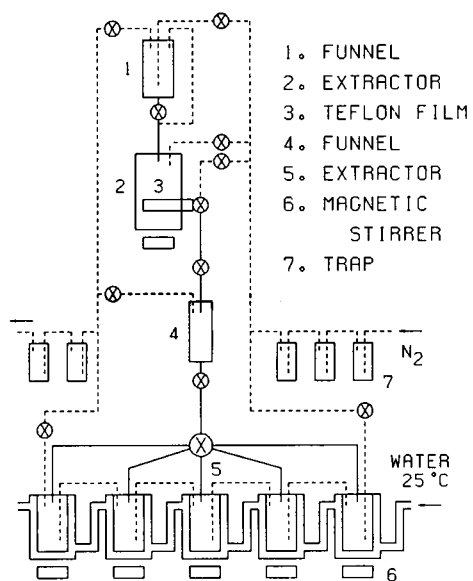 1. FUNNEL
2. EXTRACTOR
3. TEFLON FILM
4. FUNNEL
5. EXTRACTOR
6. MAGNETIC
STIRRER
7. TRAP
1
2
3
4
N2
7
5
WATER
25°C
6